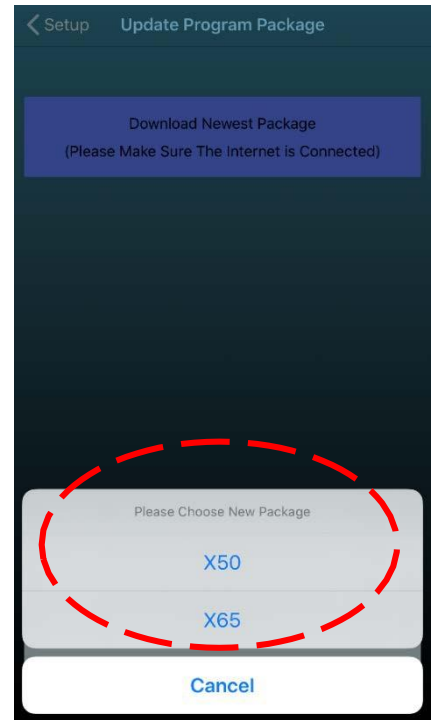 Setup Update Program Package
Download Newest Package
(Please Make Sure The Internet is Connected)
Please Choose New Package
X50
X65
Cancel